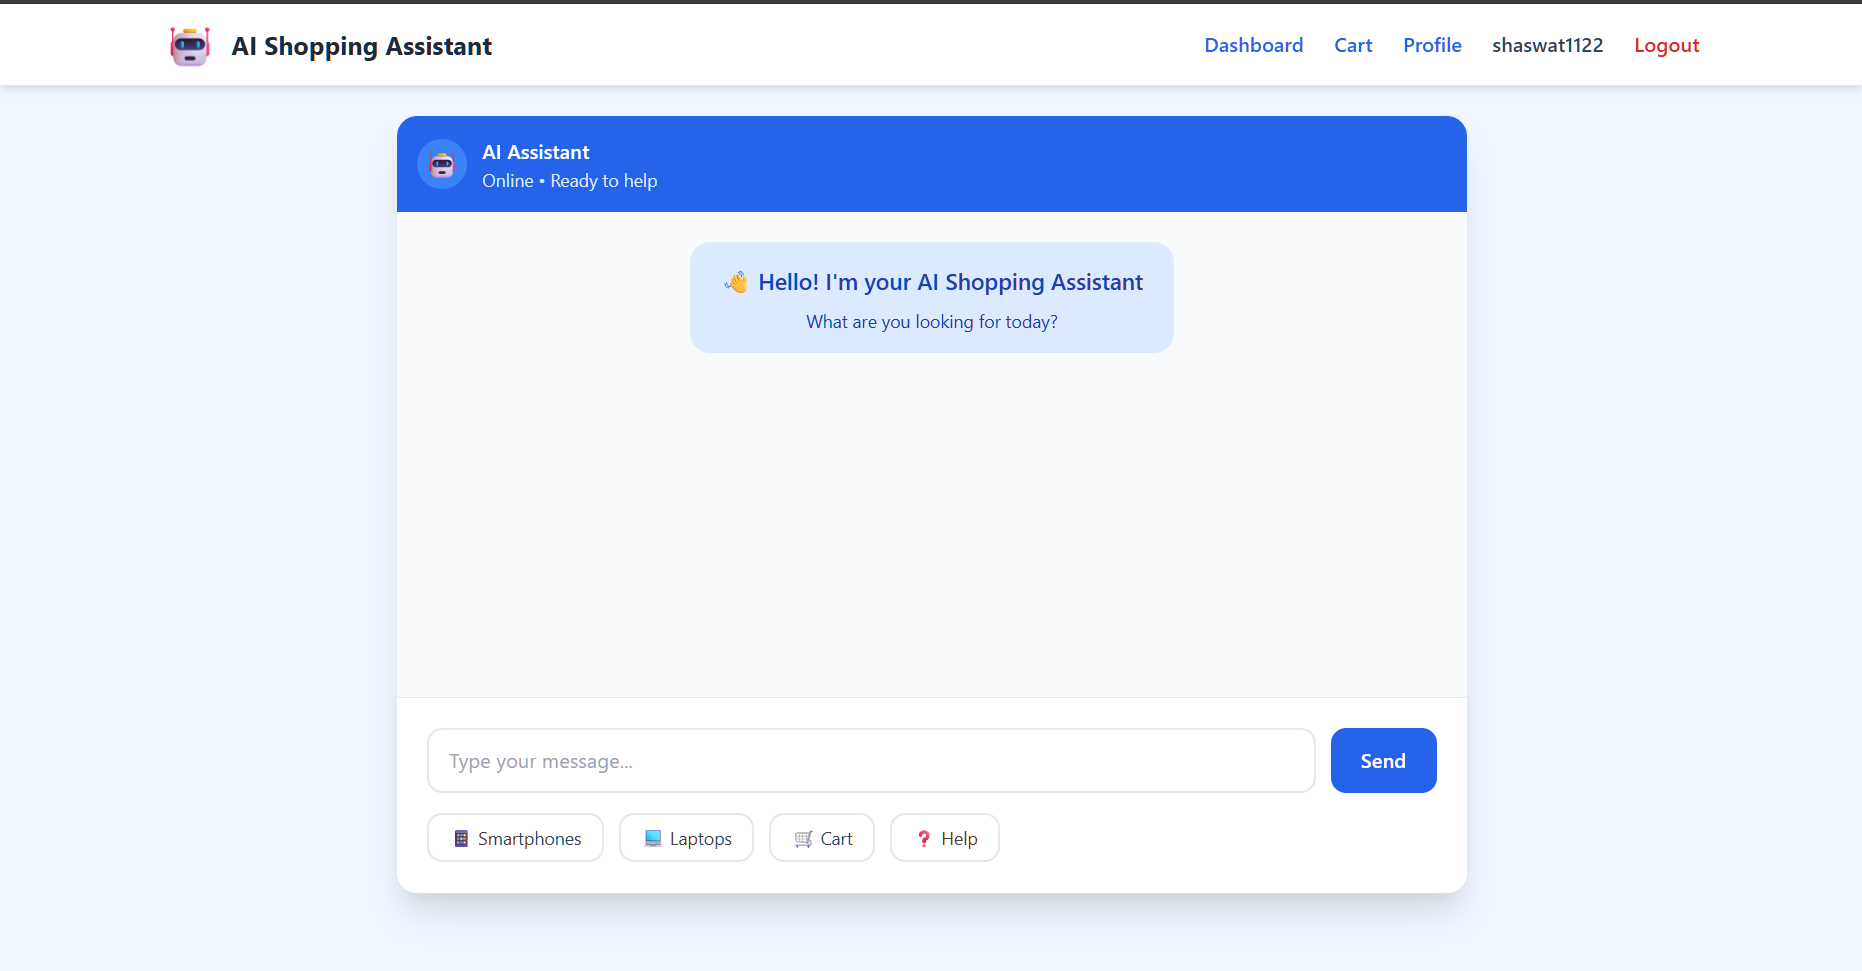 AI Shopping Assistant
Dashboard Cart Profile shaswat1122 Logout
AI Assistant
Online • Ready to help
👋 Hello! I'm your AI Shopping Assistant
What are you looking for today?
Type your message...
Send
📱 Smartphones 💻 Laptops 🛒 Cart ❓ Help